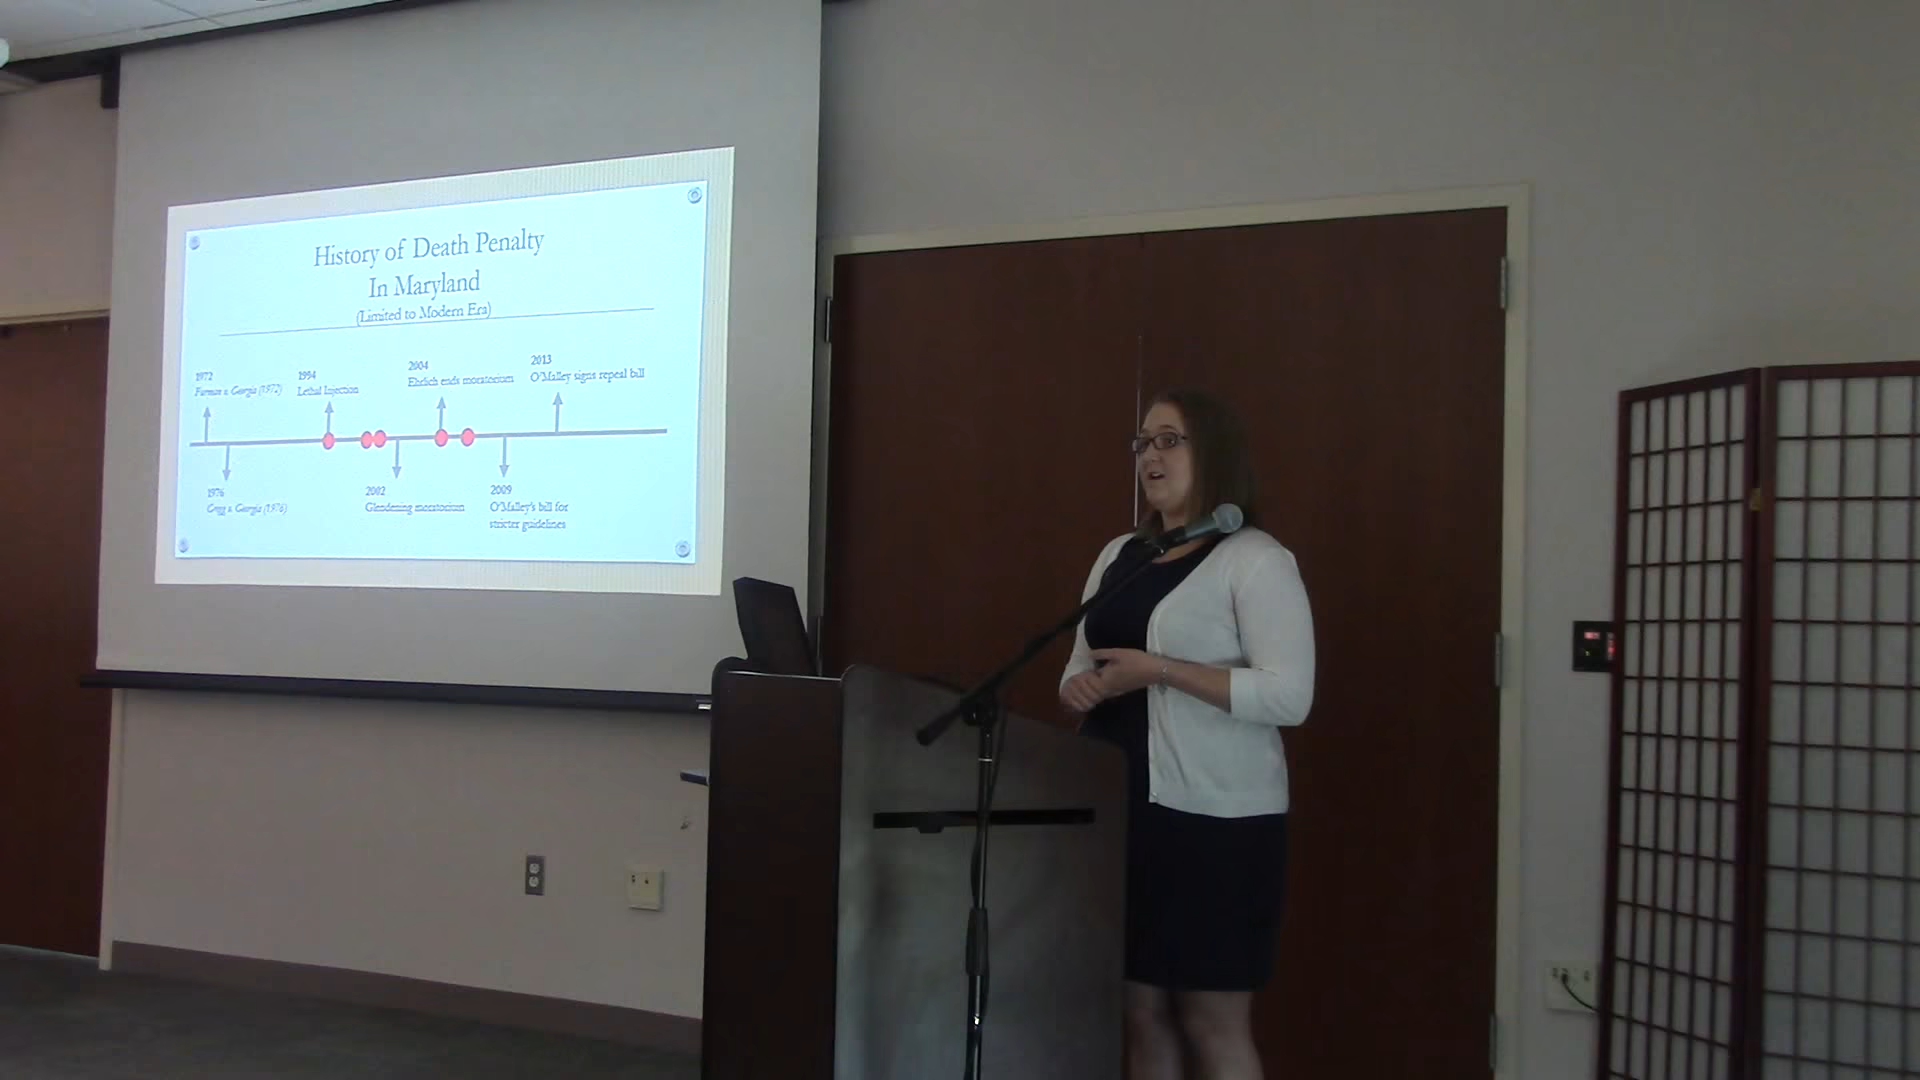 History of Death Penalty
In Maryland
(Limited to Modern Era)
1972
Furman v. Georgia (1972)
1994
Lethal Injection
2004
Ehrlich ends moratorium
2013
O'Malley signs repeal bill
1976
Gregg v. Georgia (1976)
2002
Glendening moratorium
2009
O'Malley's bill for
stricter guidelines